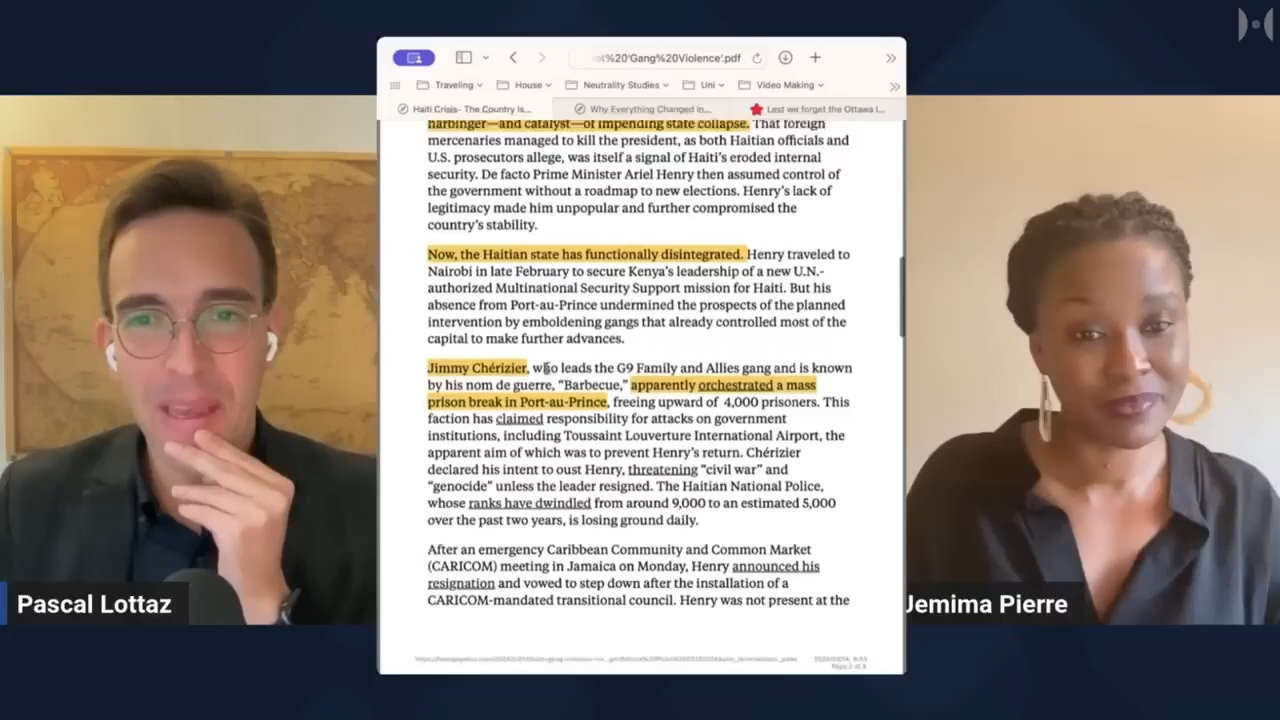 ot%20'Gang%20Violence'.pdf
Traveling
House
Neutrality Studies
Uni
Video Making
Haiti Crisis- The Country Is...
Why Everything Changed in...
Lest we forget the Ottawa I...
harbinger—and catalyst—of impending state collapse. That foreign
mercenaries managed to kill the president, as both Haitian officials and
U.S. prosecutors allege, was itself a signal of Haiti's eroded internal
security. De facto Prime Minister Ariel Henry then assumed control of
the government without a roadmap to new elections. Henry's lack of
legitimacy made him unpopular and further compromised the
country's stability.
Now, the Haitian state has functionally disintegrated. Henry traveled to
Nairobi in late February to secure Kenya's leadership of a new U.N.-
authorized Multinational Security Support mission for Haiti. But his
absence from Port-au-Prince undermined the prospects of the planned
intervention by emboldening gangs that already controlled most of the
capital to make further advances.
Jimmy Chérizier, who leads the G9 Family and Allies gang and is known
by his nom de guerre, “Barbecue,” apparently orchestrated a mass
prison break in Port-au-Prince, freeing upward of 4,000 prisoners. This
faction has claimed responsibility for attacks on government
institutions, including Toussaint Louverture International Airport, the
apparent aim of which was to prevent Henry's return. Chérizier
declared his intent to oust Henry, threatening “civil war” and
“genocide” unless the leader resigned. The Haitian National Police,
whose ranks have dwindled from around 9,000 to an estimated 5,000
over the past two years, is losing ground daily.
After an emergency Caribbean Community and Common Market
(CARICOM) meeting in Jamaica on Monday, Henry announced his
resignation and vowed to step down after the installation of a
CARICOM-mandated transitional council. Henry was not present at the
Pascal Lottaz
Jemima Pierre